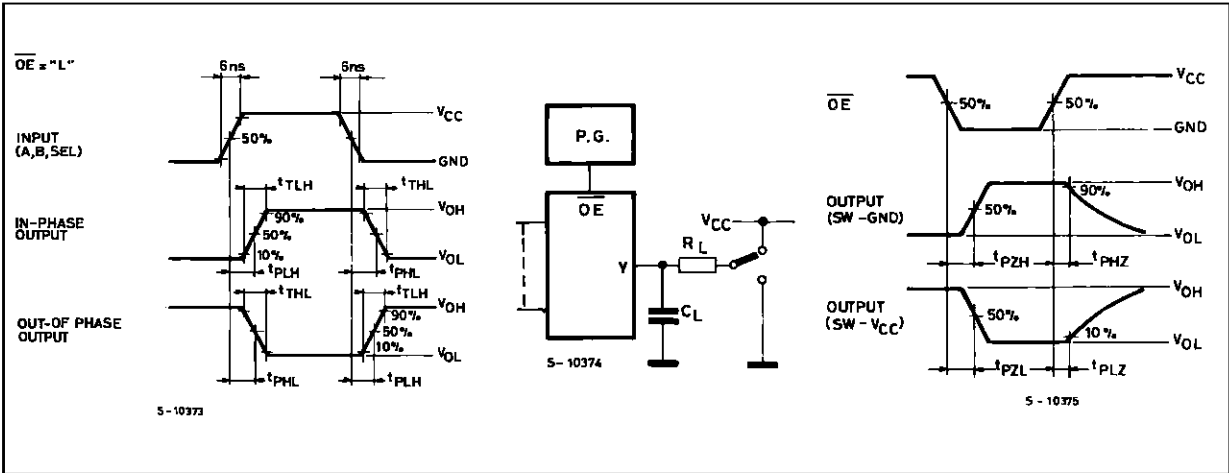 OE = "L"
6ns 6ns
INPUT
(A,B,SEL)
50%
VCC
GND
tTLH tTHL
IN-PHASE
OUTPUT
90%
50%
10%
VOH
VOL
tPLH tPHL
tTHL tTLH
OUT-OF PHASE
OUTPUT
VOH
90%
50%
10%
VOL
tPHL tPLH
S-10373
P.G.
OE
Y
VCC
RL
CL
S-10374
OE
50% 50%
VCC
GND
OUTPUT
(SW-GND)
50%
90%
VOH
VOL
tPZH tPHZ
OUTPUT
(SW-VCC)
50%
10%
VOH
VOL
tPZL tPLZ
S-10375